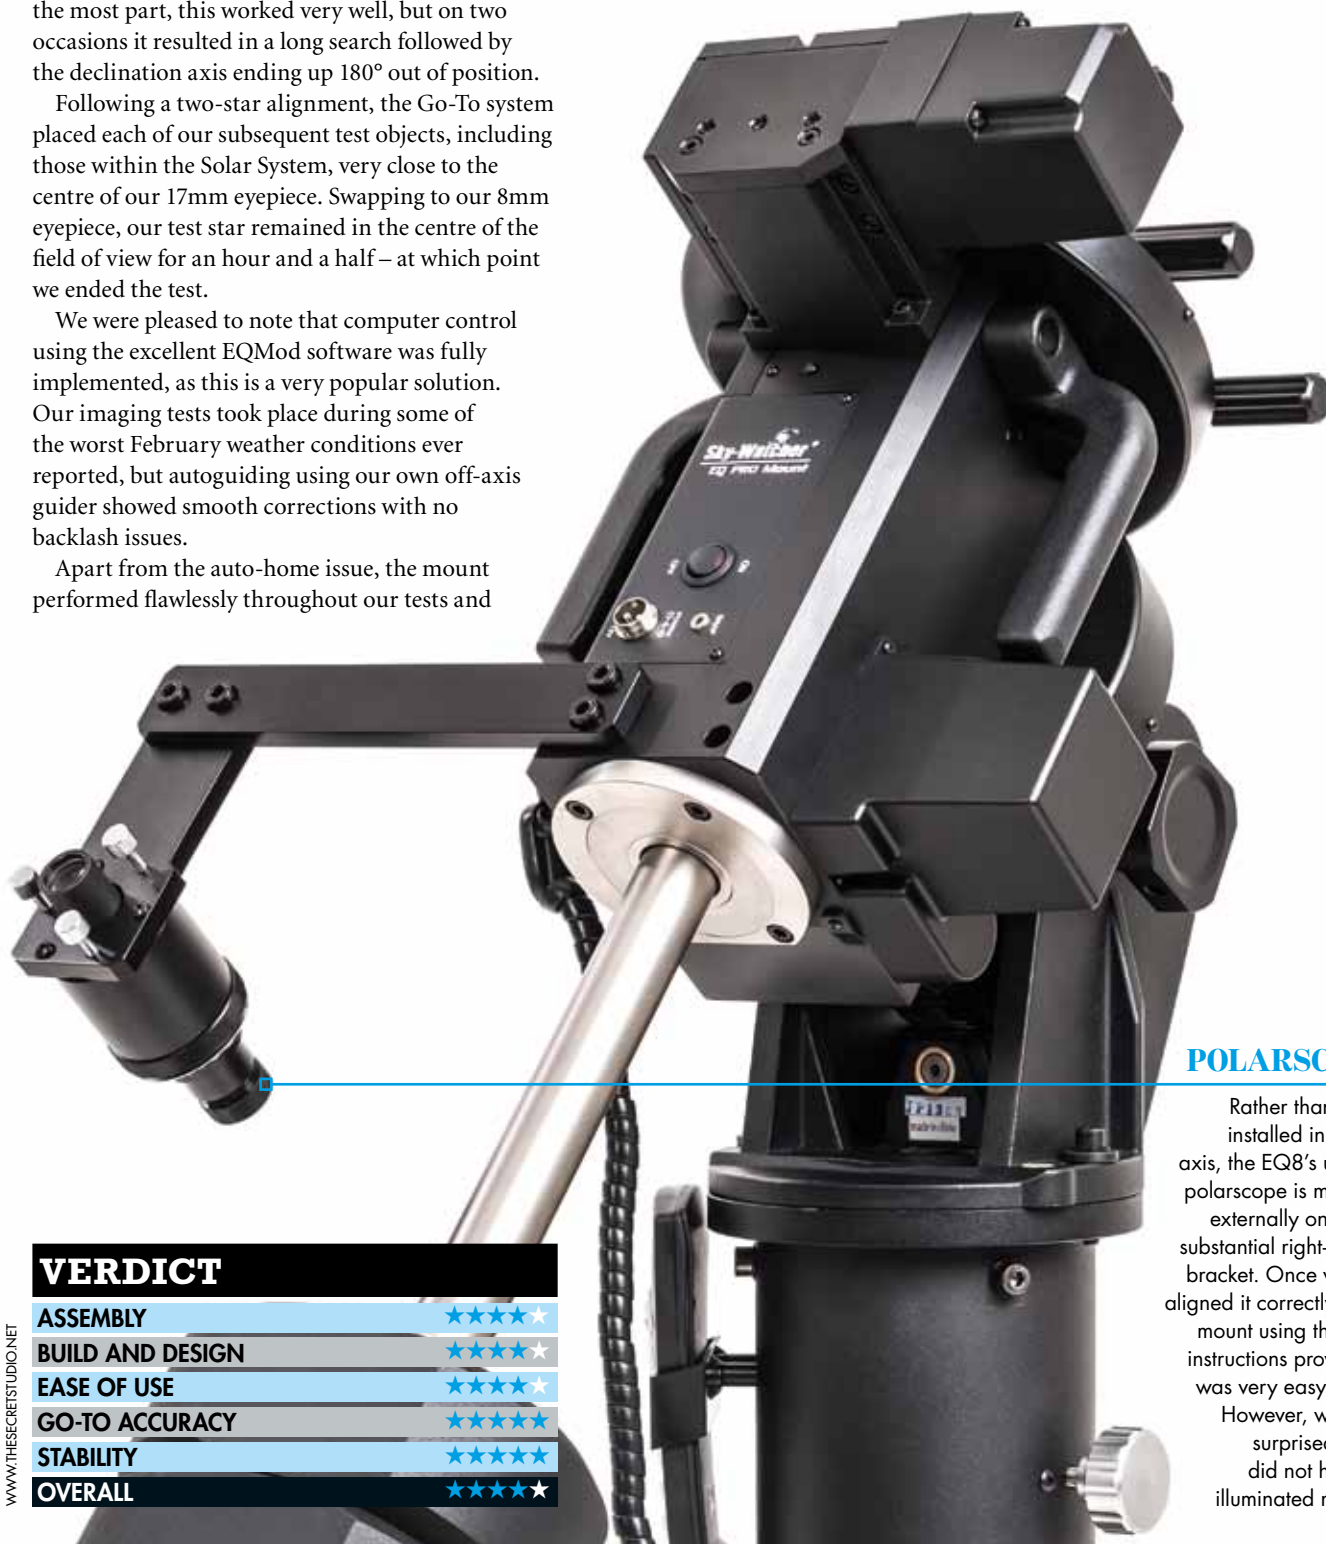 the most part, this worked very well, but on two
occasions it resulted in a long search followed by
the declination axis ending up 180° out of position.
Following a two-star alignment, the Go-To system
placed each of our subsequent test objects, including
those within the Solar System, very close to the
centre of our 17mm eyepiece. Swapping to our 8mm
eyepiece, our test star remained in the centre of the
field of view for an hour and a half – at which point
we ended the test.
We were pleased to note that computer control
using the excellent EQMod software was fully
implemented, as this is a very popular solution.
Our imaging tests took place during some of
the worst February weather conditions ever
reported, but autoguiding using our own off-axis
guider showed smooth corrections with no
backlash issues.
Apart from the auto-home issue, the mount
performed flawlessly throughout our tests and
Sky-Watcher
EQ PRO Mount
POLARSC
Rather than
installed in
axis, the EQ8's u
polarscope is m
externally on
substantial right-
bracket. Once w
aligned it correctly
mount using th
instructions prov
was very easy
However, w
surprised
did not h
illuminated r
VERDICT
ASSEMBLY ★★★★★
BUILD AND DESIGN ★★★★★
EASE OF USE ★★★★★
GO-TO ACCURACY ★★★★★
STABILITY ★★★★★
OVERALL ★★★★★
WWW.THESECRETSTUDIO.NET